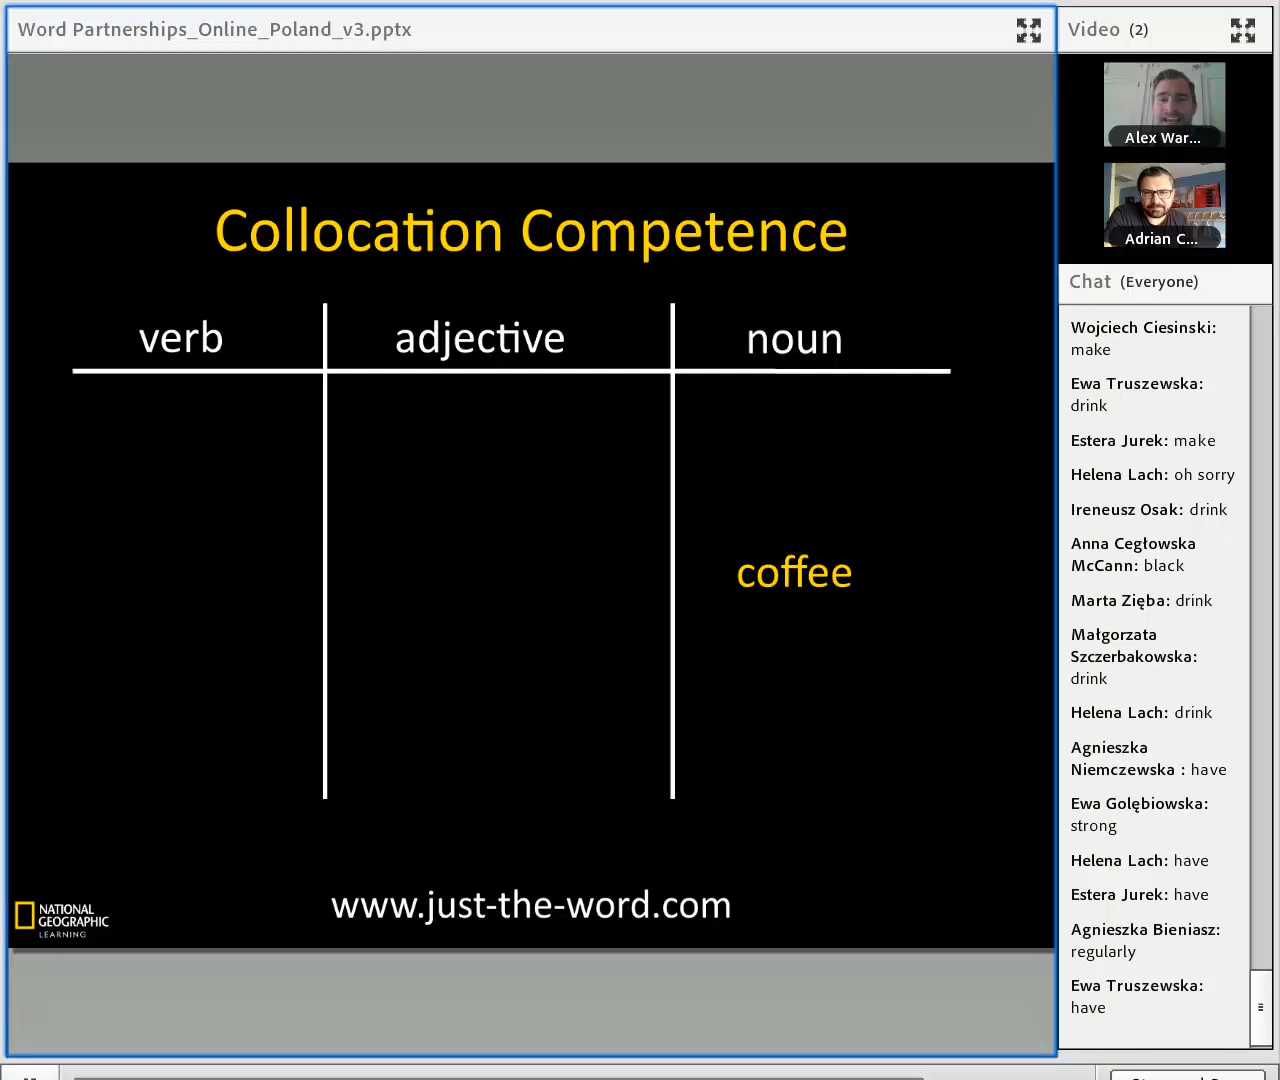 Word Partnerships_Online_Poland_v3.pptx
Collocation Competence
verb
adjective
noun
coffee
www.just-the-word.com
NATIONAL
GEOGRAPHIC
LEARNING
Video (2)
Alex War...
Adrian C...
Chat (Everyone)
Wojciech Ciesinski:
make
Ewa Truszewska:
drink
Estera Jurek: make
Helena Lach: oh sorry
Ireneusz Osak: drink
Anna Cegłowska
McCann: black
Marta Zięba: drink
Małgorzata
Szczerbakowska:
drink
Helena Lach: drink
Agnieszka
Niemczewska : have
Ewa Golębiowska:
strong
Helena Lach: have
Estera Jurek: have
Agnieszka Bieniasz:
regularly
Ewa Truszewska:
have